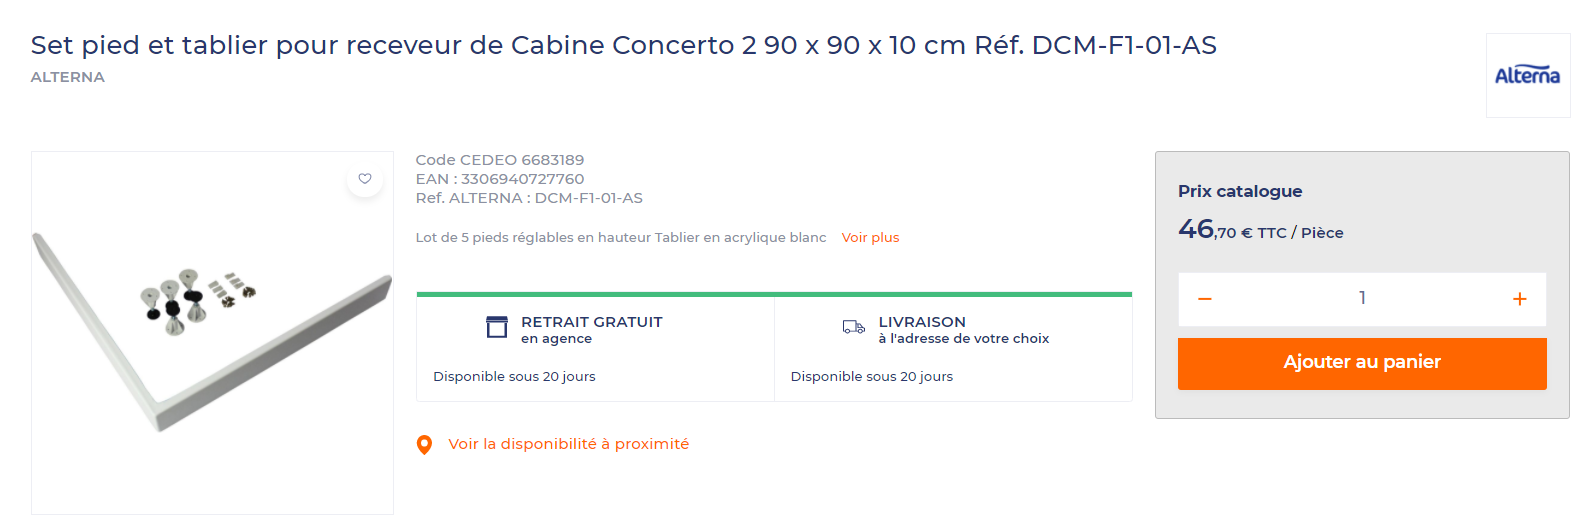 Set pied et tablier pour receveur de Cabine Concerto 2 90 x 90 x 10 cm Réf. DCM-F1-01-AS
ALTERNA
Alterna
Code CEDEO 6683189
EAN : 3306940727760
Ref. ALTERNA : DCM-F1-01-AS
Lot de 5 pieds réglables en hauteur Tablier en acrylique blanc Voir plus
RETRAIT GRATUIT
en agence
Disponible sous 20 jours
LIVRAISON
à l'adresse de votre choix
Disponible sous 20 jours
Voir la disponibilité à proximité
Prix catalogue
46,70 € TTC / Pièce
− 1 +
Ajouter au panier